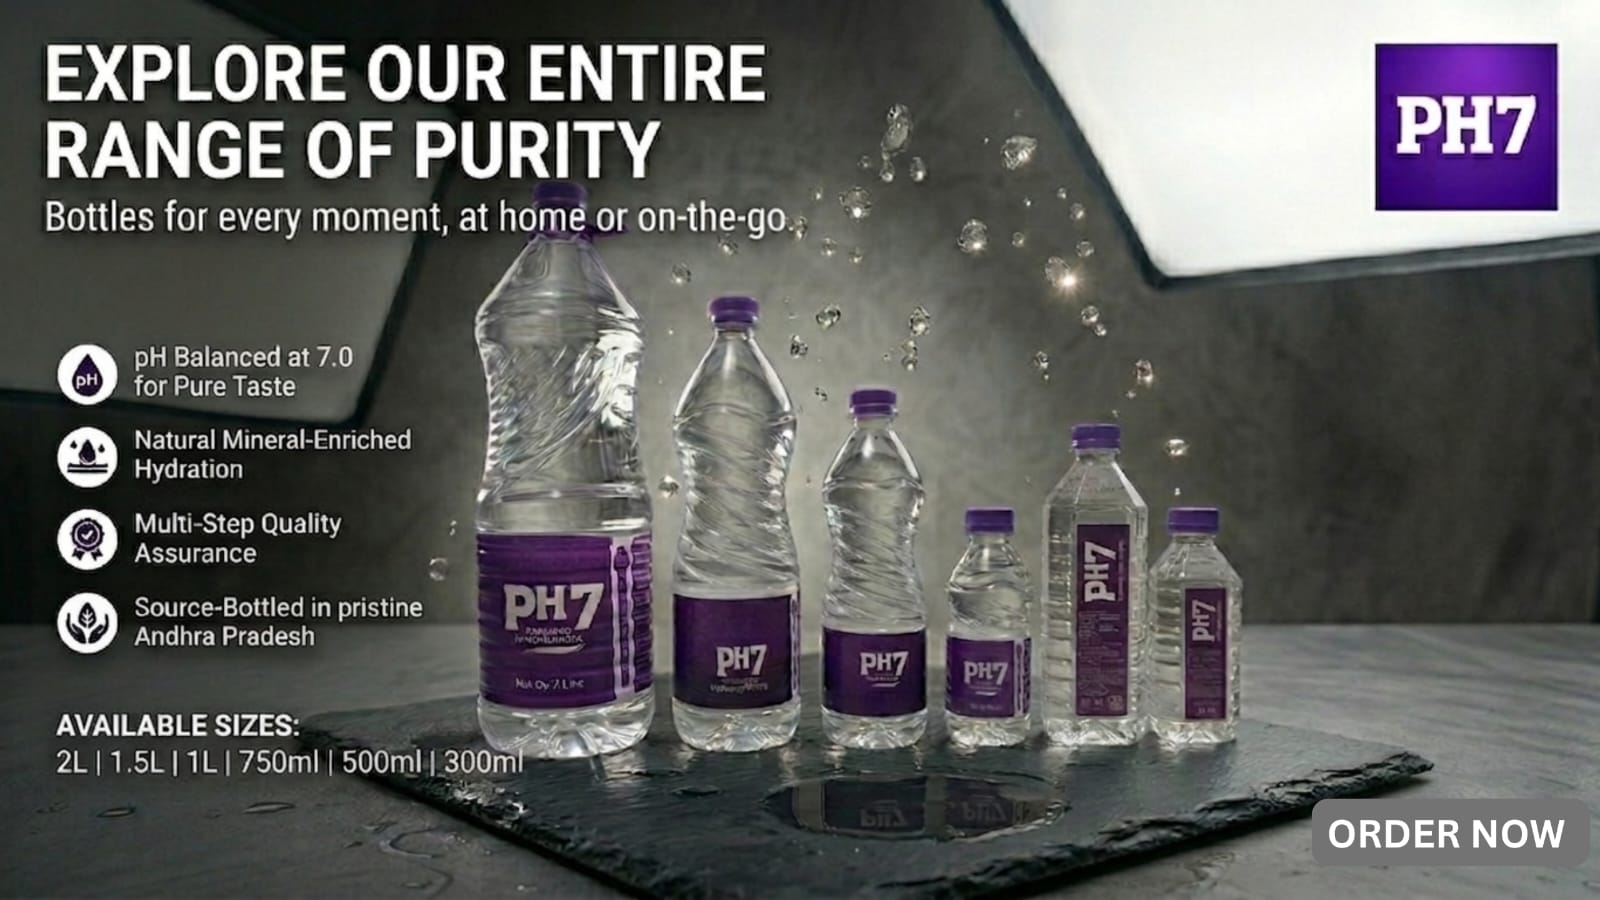 EXPLORE OUR ENTIRE
RANGE OF PURITY
Bottles for every moment, at home or on-the-go.
PH7
pH
pH Balanced at 7.0
for Pure Taste
Natural Mineral-Enriched
Hydration
Multi-Step Quality
Assurance
Source-Bottled in pristine
Andhra Pradesh
AVAILABLE SIZES:
2L | 1.5L | 1L | 750ml | 500ml | 300ml
PH7
PH7
PH7
PH7
PH7
PH7
ORDER NOW